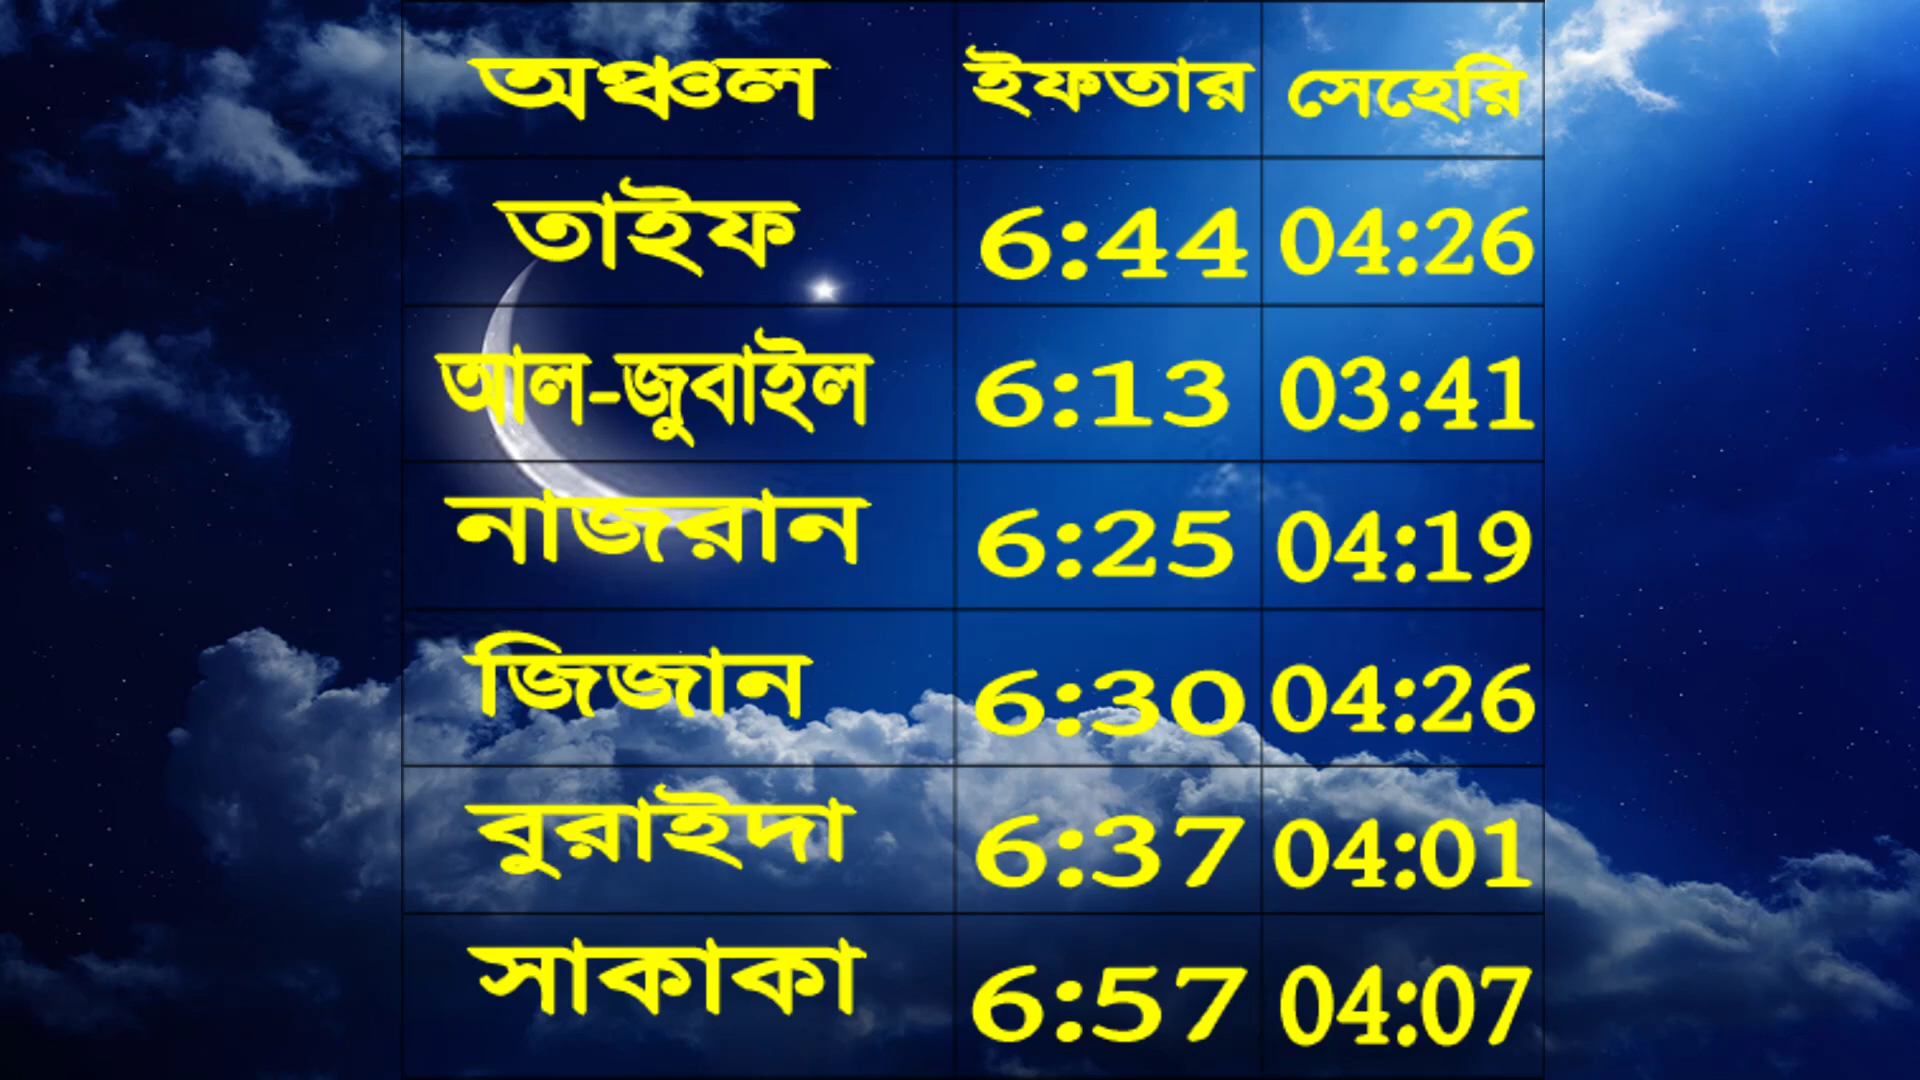 অঞ্চল ইফতার সেহেরি
তাইফ 6:44 04:26
আল-জুবাইল 6:13 03:41
নাজরান 6:25 04:19
জিজান 6:30 04:26
বুরাইদা 6:37 04:01
সাকাকা 6:57 04:07